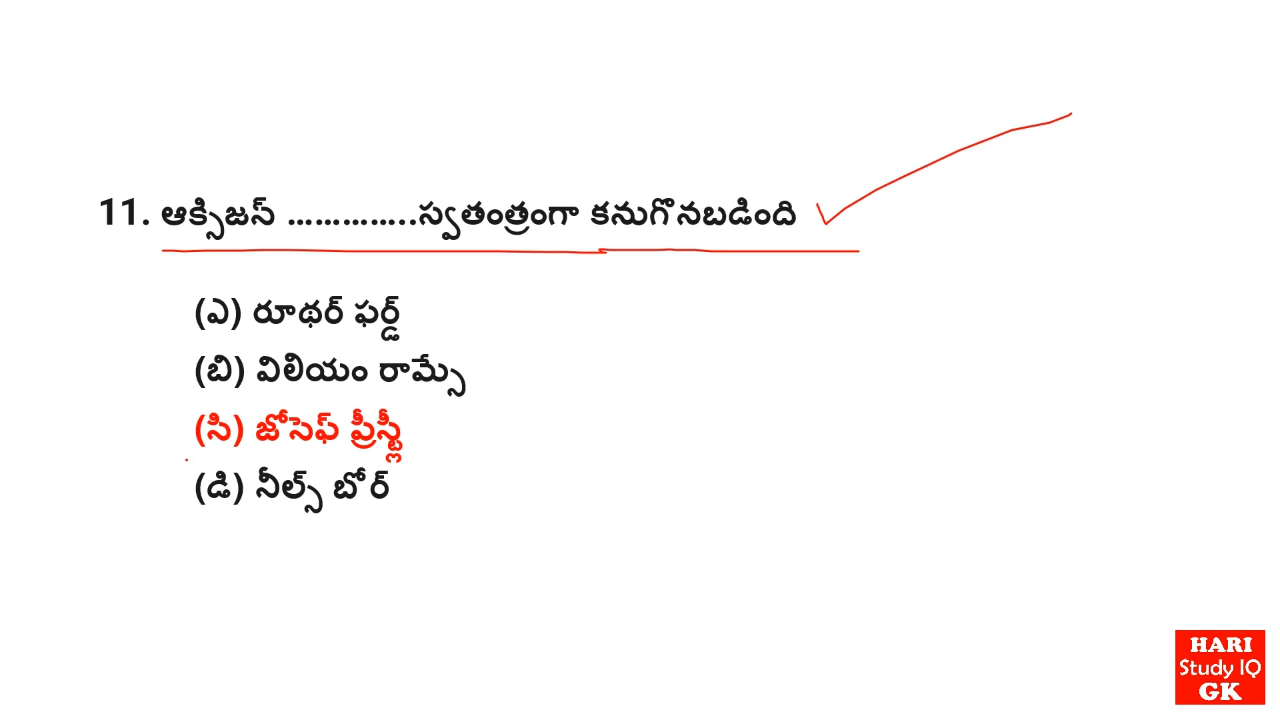 11. ఆక్సిజన్ …………..స్వతంత్రంగా కనుగొనబడింది
(ఎ) రూథర్ ఫర్డ్
(బి) విలియం రామ్సే
(సి) జోసెఫ్ ప్రీస్ట్లీ
(డి) నీల్స్ బోర్
HARI
Study IQ
GK